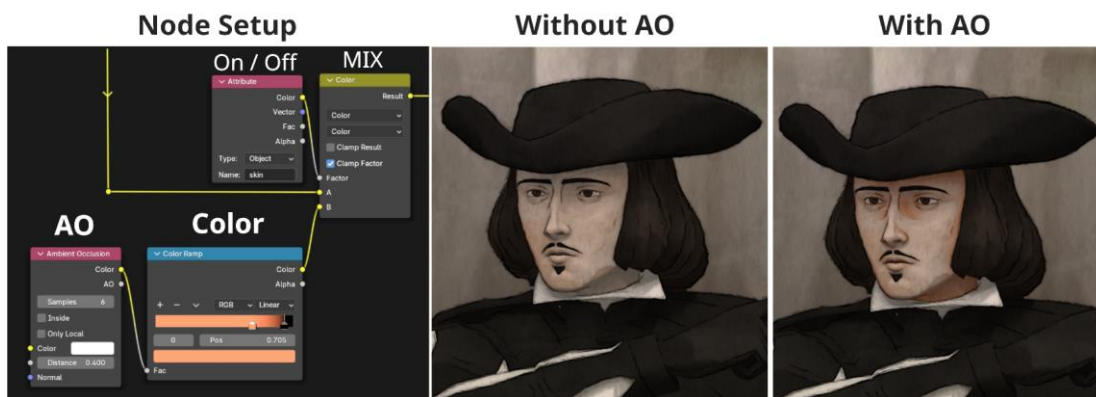 Node Setup
Without AO
With AO
On / Off
MIX
Attribute
Color
Vector
Fac
Alpha
Type: Object
Name: skin
Color
Result
Color
Color
Clamp Result
Clamp Factor
Factor
A
B
AO
Color
Ambient Occlusion
Color
AO
Samples 6
Inside
Only Local
Color
Distance 0.400
Normal
Color Ramp
Color
Alpha
RGB Linear
0 Pos 0.705
Fac